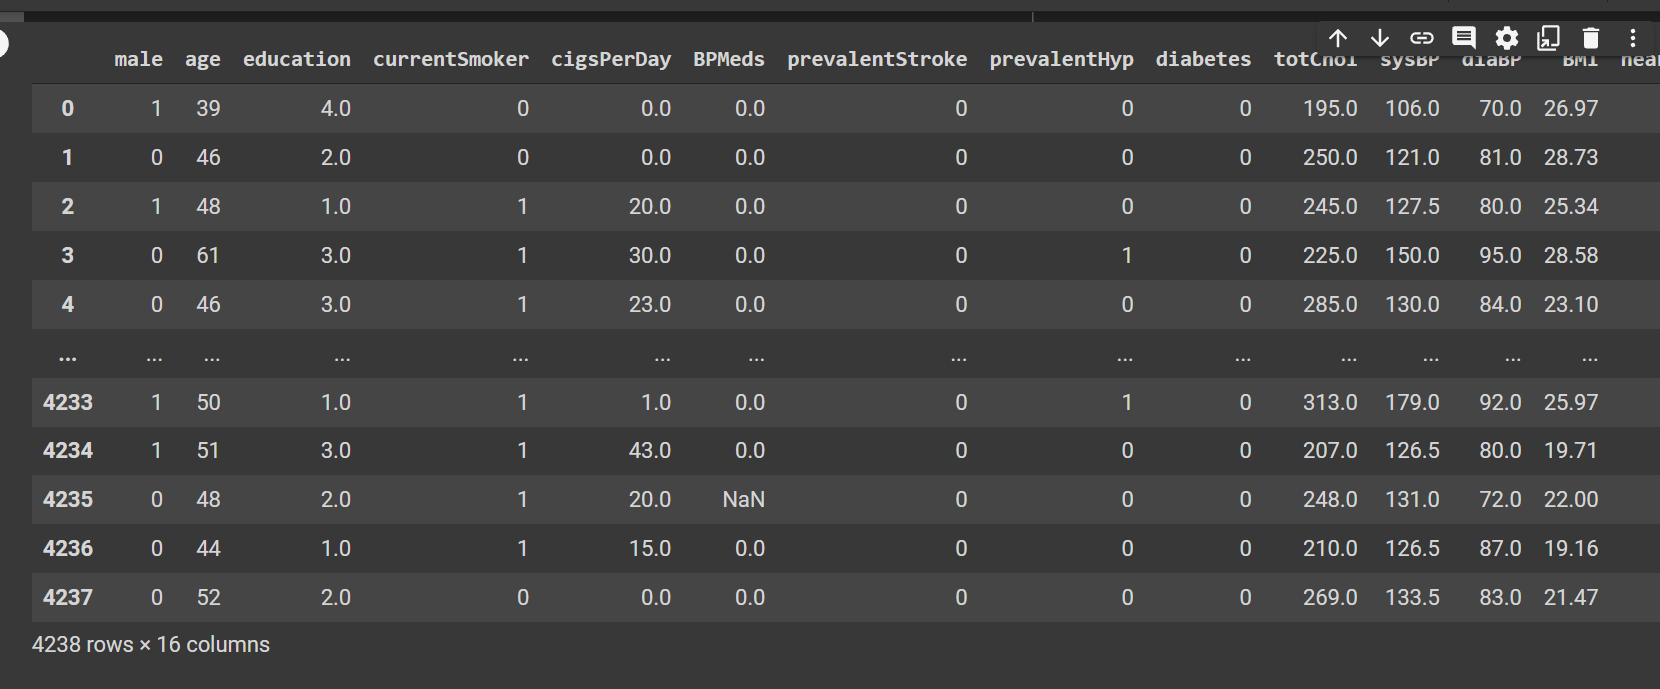 male age education currentSmoker cigsPerDay BPMeds prevalentStroke prevalentHyp diabetes totChol sysBP diaBP BMI
0 1 39 4.0 0 0.0 0.0 0 0 0 195.0 106.0 70.0 26.97
1 0 46 2.0 0 0.0 0.0 0 0 0 250.0 121.0 81.0 28.73
2 1 48 1.0 1 20.0 0.0 0 0 0 245.0 127.5 80.0 25.34
3 0 61 3.0 1 30.0 0.0 0 1 0 225.0 150.0 95.0 28.58
4 0 46 3.0 1 23.0 0.0 0 0 0 285.0 130.0 84.0 23.10
... ... ... ... ... ... ... ... ... ... ... ... ... ...
4233 1 50 1.0 1 1.0 0.0 0 1 0 313.0 179.0 92.0 25.97
4234 1 51 3.0 1 43.0 0.0 0 0 0 207.0 126.5 80.0 19.71
4235 0 48 2.0 1 20.0 NaN 0 0 0 248.0 131.0 72.0 22.00
4236 0 44 1.0 1 15.0 0.0 0 0 0 210.0 126.5 87.0 19.16
4237 0 52 2.0 0 0.0 0.0 0 0 0 269.0 133.5 83.0 21.47
4238 rows × 16 columns